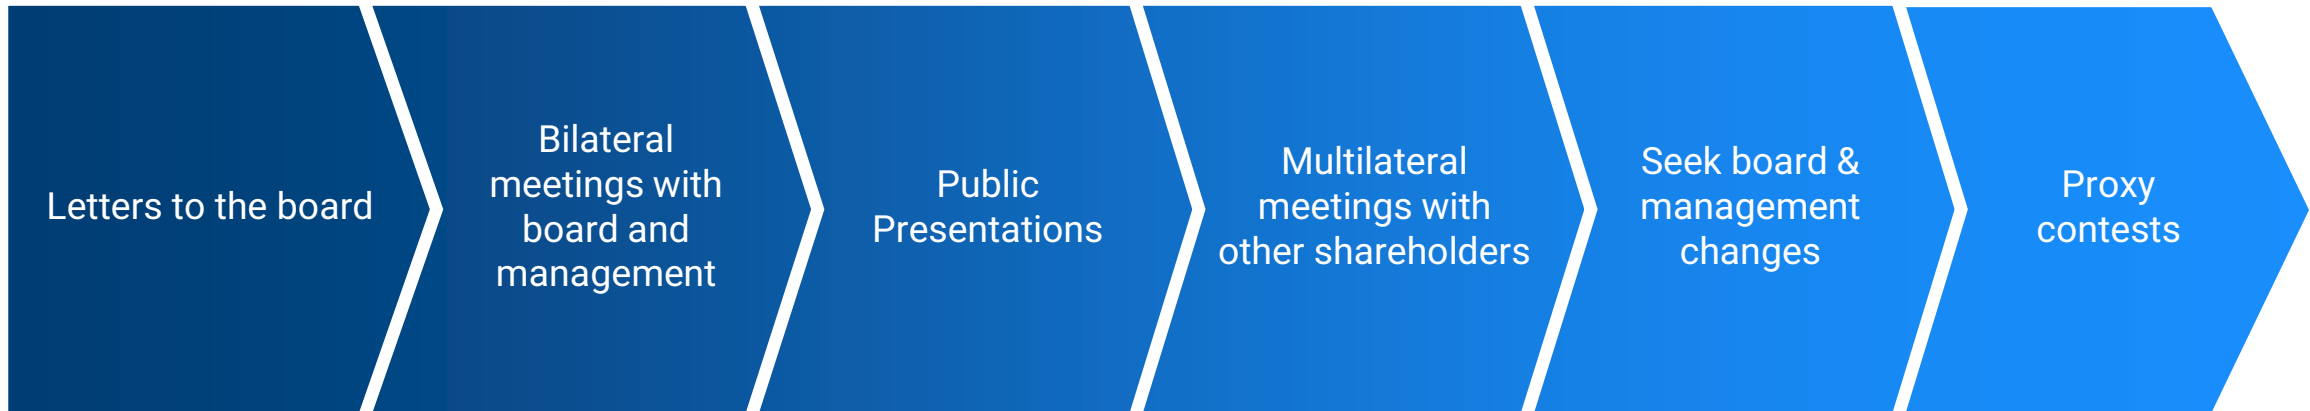 Letters to the board
Bilateral
meetings with
board and
management
Public
Presentations
Multilateral
meetings with
other shareholders
Seek board &
management
changes
Proxy
contests